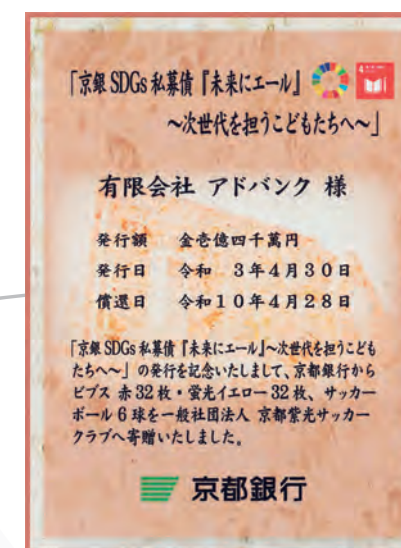 「京銀 SDGs 私募債『未来にエール』
4
～次世代を担うこどもたちへ～」
有限会社 アドバンク 様
発行額 金壱億四千萬円
発行日 令和 3年4月30日
償還日 令和10年4月28日
「京銀 SDGs 私募債『未来にエール』～次世代を担うこども
たちへ～」の発行を記念いたしまして、京都銀行から
ビブス 赤32枚・蛍光イエロー32枚、サッカー
ボール6球を一般社団法人 京都紫光サッカー
クラブへ寄贈いたしました。
京都銀行